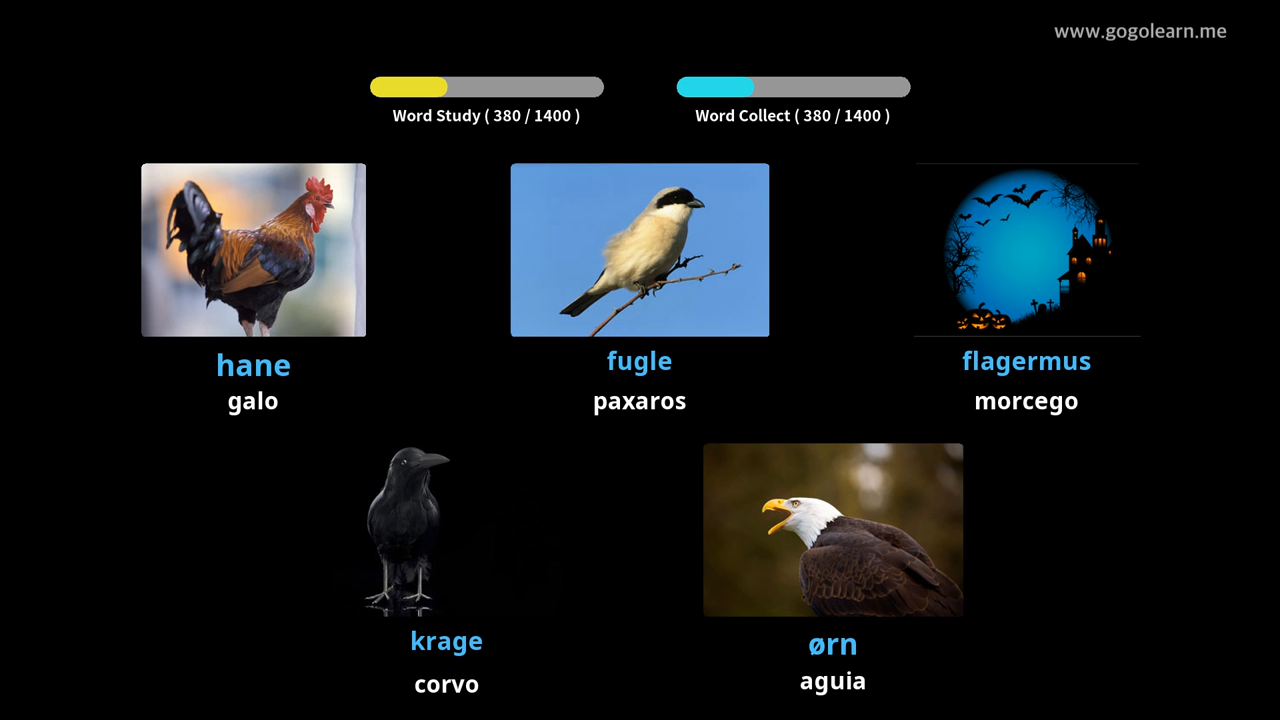 www.gogolearn.me
Word Study ( 380 / 1400 )
Word Collect ( 380 / 1400 )
hane
galo
fugle
paxaros
flagermus
morcego
krage
corvo
ørn
aguia